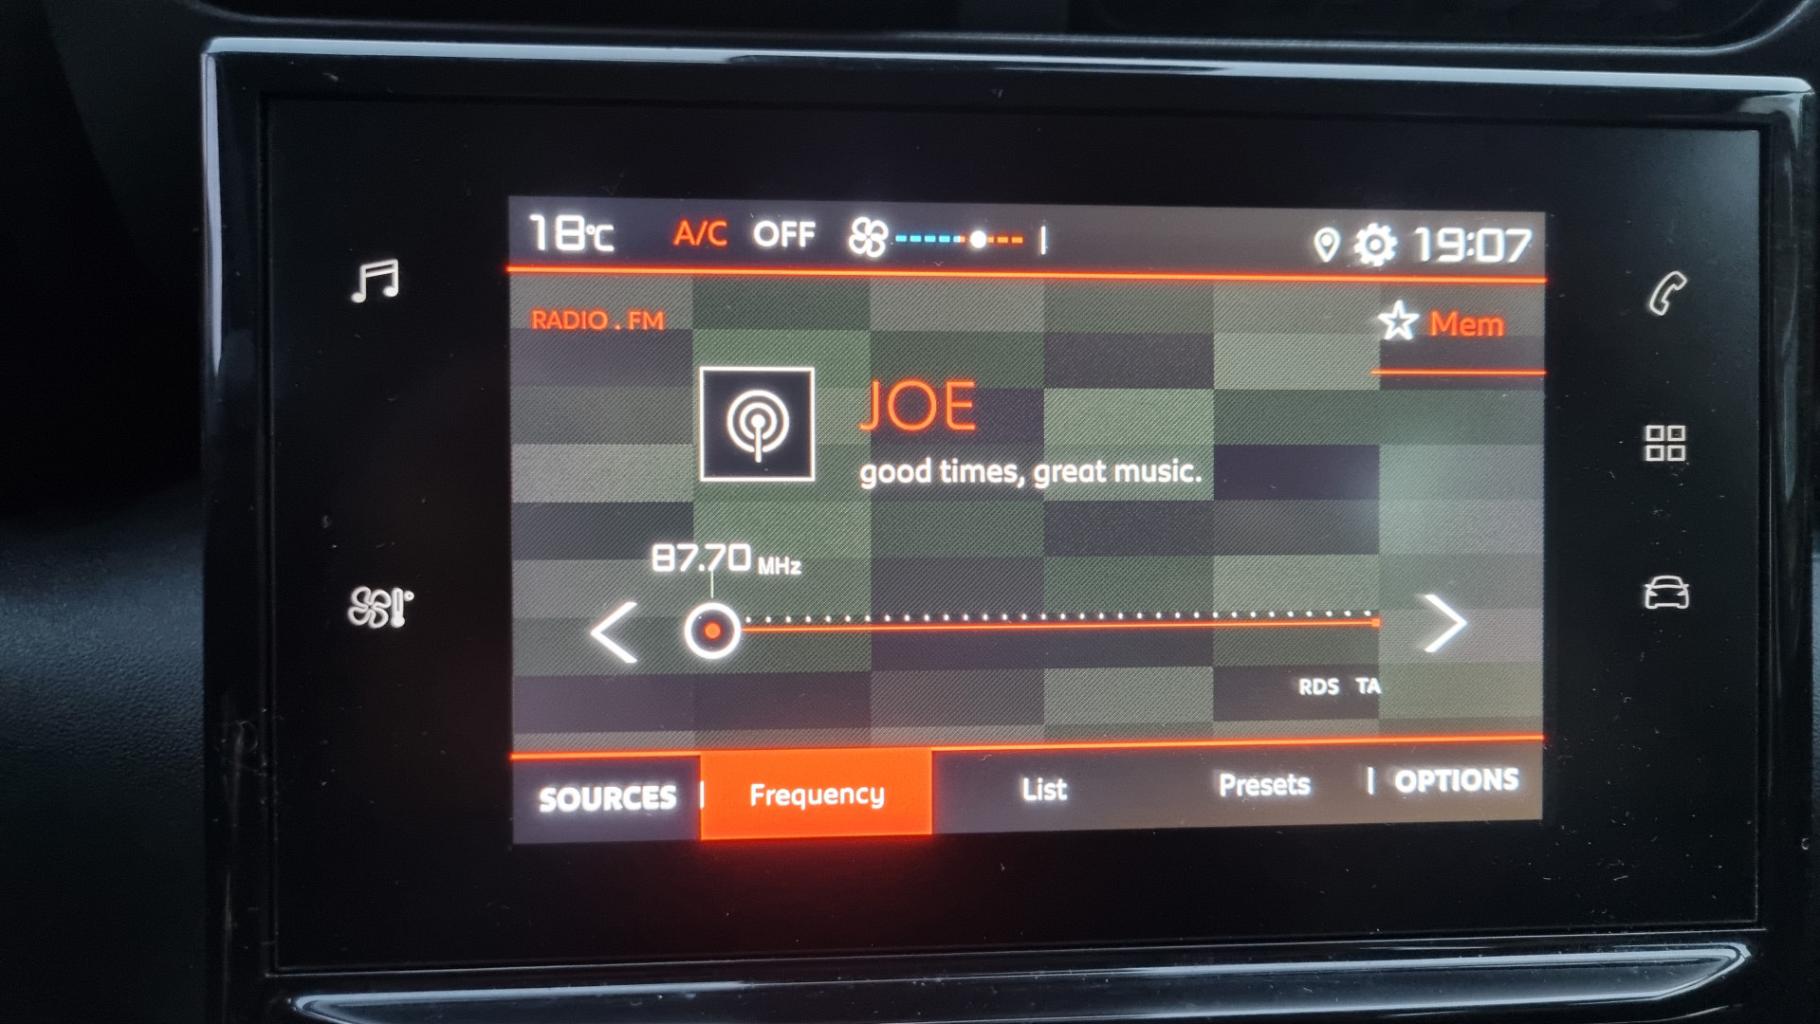 18°C A/C OFF 19:07
RADIO . FM
Mem
JOE
good times, great music.
87.70 MHz
RDS TA
SOURCES Frequency List Presets OPTIONS